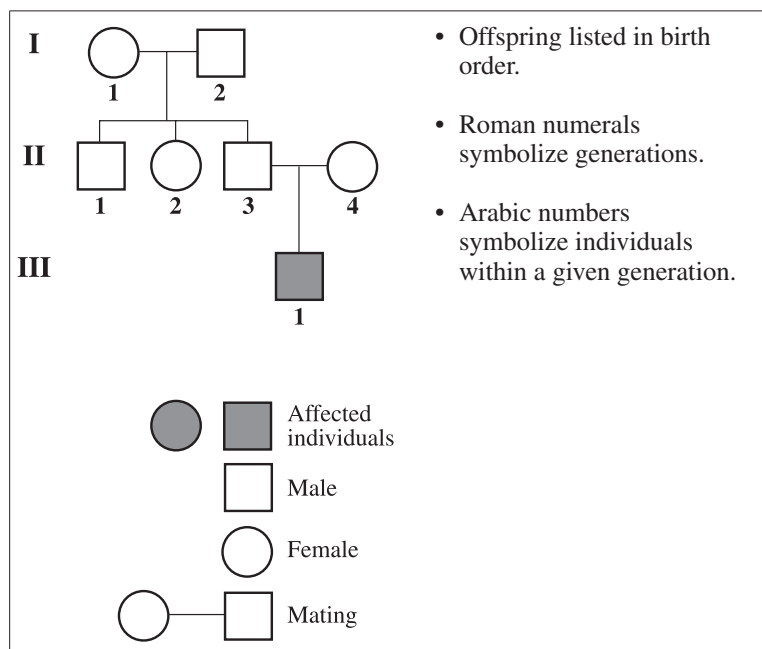 I
1 2
II
1 2 3 4
III
1
• Offspring listed in birth
order.
• Roman numerals
symbolize generations.
• Arabic numbers
symbolize individuals
within a given generation.
Affected
individuals
Male
Female
Mating